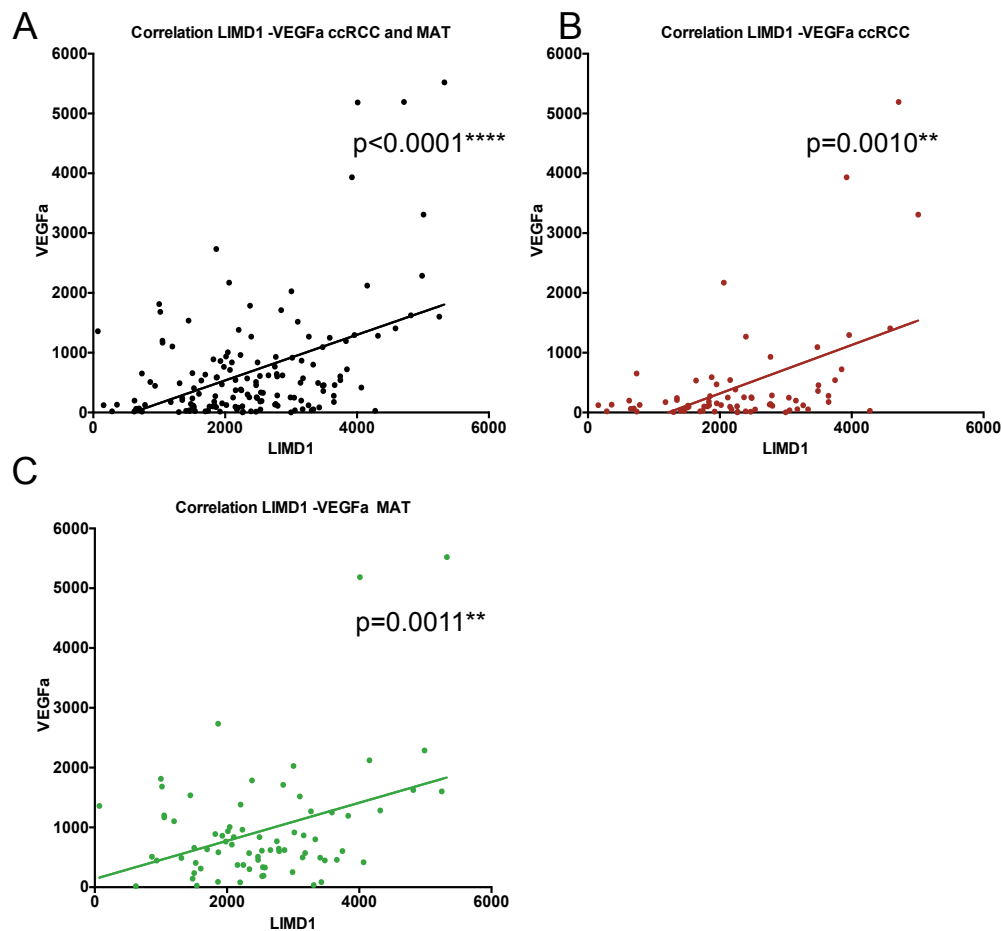 A
Correlation LIMD1 -VEGFa ccRCC and MAT
6000
5000
4000
3000
2000
1000
0
VEGFa
p<0.0001****
0
2000
4000
6000
LIMD1
B
Correlation LIMD1 -VEGFa ccRCC
6000
5000
4000
3000
2000
1000
0
VEGFa
p=0.0010**
0
2000
4000
6000
LIMD1
C
Correlation LIMD1 -VEGFa MAT
6000
5000
4000
3000
2000
1000
0
VEGFa
p=0.0011**
0
2000
4000
6000
LIMD1